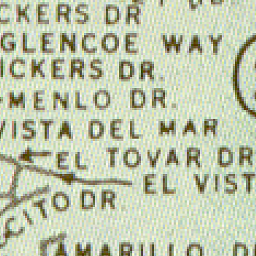 CKERS DR
GLENCOE WAY
ICKERS DR.
MENLO DR.
VISTA DEL MAR
EL TOVAR DR
EL VIST
CITO DR
AMARILLO D